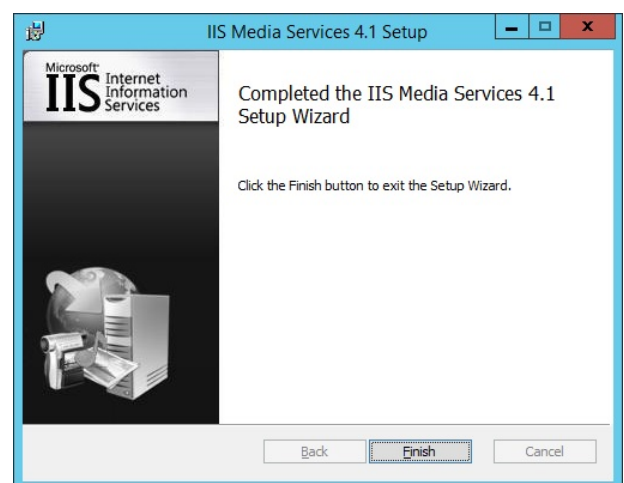 IIS Media Services 4.1 Setup
Microsoft
IIS Internet
Information
Services
Completed the IIS Media Services 4.1
Setup Wizard
Click the Finish button to exit the Setup Wizard.
Back Finish Cancel